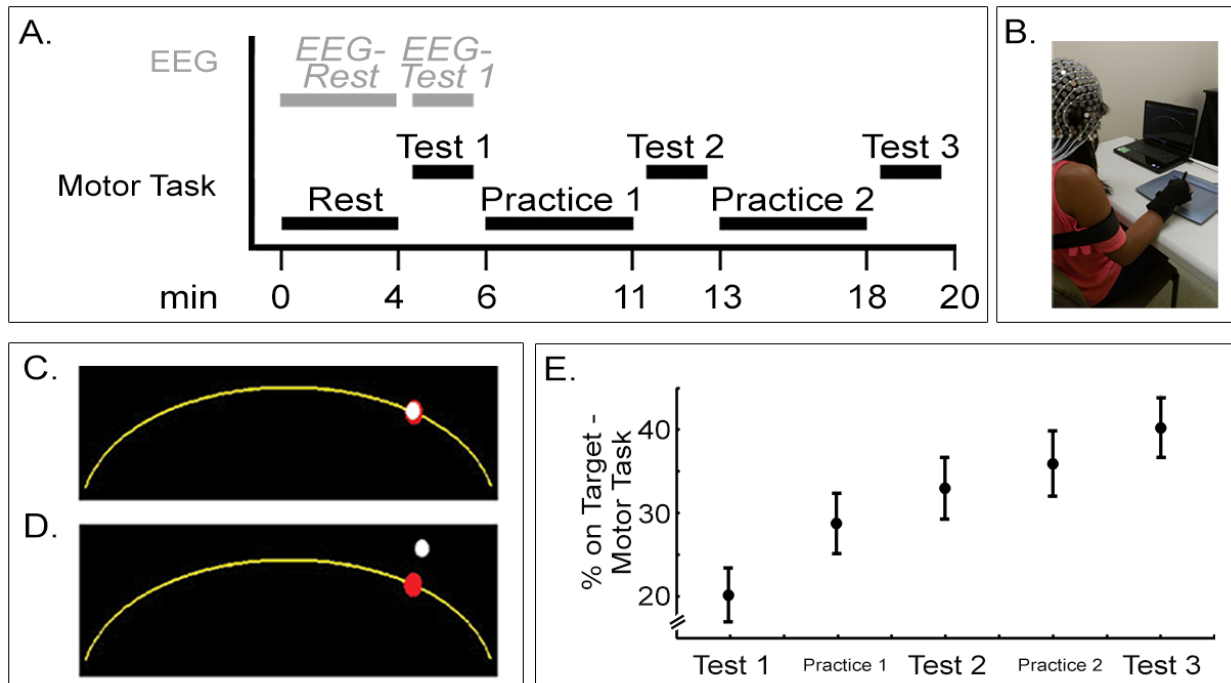 A.
EEG
EEG-
Rest
EEG-
Test 1
Test 1
Test 2
Test 3
Motor Task
Rest
Practice 1
Practice 2
min
0
4
6
11
13
18
20
B.
C.
D.
E.
% on Target -
Motor Task
40
30
20
Test 1
Practice 1
Test 2
Practice 2
Test 3